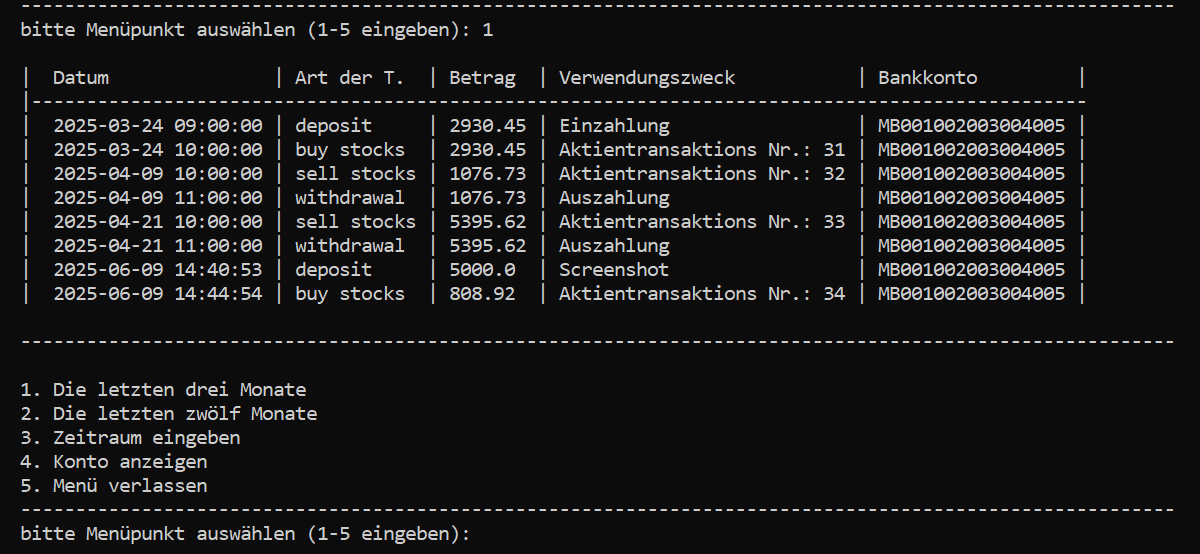 ---------------------------------------------------------------------------------------------------------
bitte Menüpunkt auswählen (1-5 eingeben): 1
|  Datum               | Art der T.  | Betrag  | Verwendungszweck           | Bankkonto         |
|------------------------------------------------------------------------------------------------
|  2025-03-24 09:00:00 | deposit     | 2930.45 | Einzahlung                 | MB001002003004005 |
|  2025-03-24 10:00:00 | buy stocks  | 2930.45 | Aktientransaktions Nr.: 31 | MB001002003004005 |
|  2025-04-09 10:00:00 | sell stocks | 1076.73 | Aktientransaktions Nr.: 32 | MB001002003004005 |
|  2025-04-09 11:00:00 | withdrawal  | 1076.73 | Auszahlung                 | MB001002003004005 |
|  2025-04-21 10:00:00 | sell stocks | 5395.62 | Aktientransaktions Nr.: 33 | MB001002003004005 |
|  2025-04-21 11:00:00 | withdrawal  | 5395.62 | Auszahlung                 | MB001002003004005 |
|  2025-06-09 14:40:53 | deposit     | 5000.0  | Screenshot                 | MB001002003004005 |
|  2025-06-09 14:44:54 | buy stocks  | 808.92  | Aktientransaktions Nr.: 34 | MB001002003004005 |
---------------------------------------------------------------------------------------------------------
1. Die letzten drei Monate
2. Die letzten zwölf Monate
3. Zeitraum eingeben
4. Konto anzeigen
5. Menü verlassen
---------------------------------------------------------------------------------------------------------
bitte Menüpunkt auswählen (1-5 eingeben):